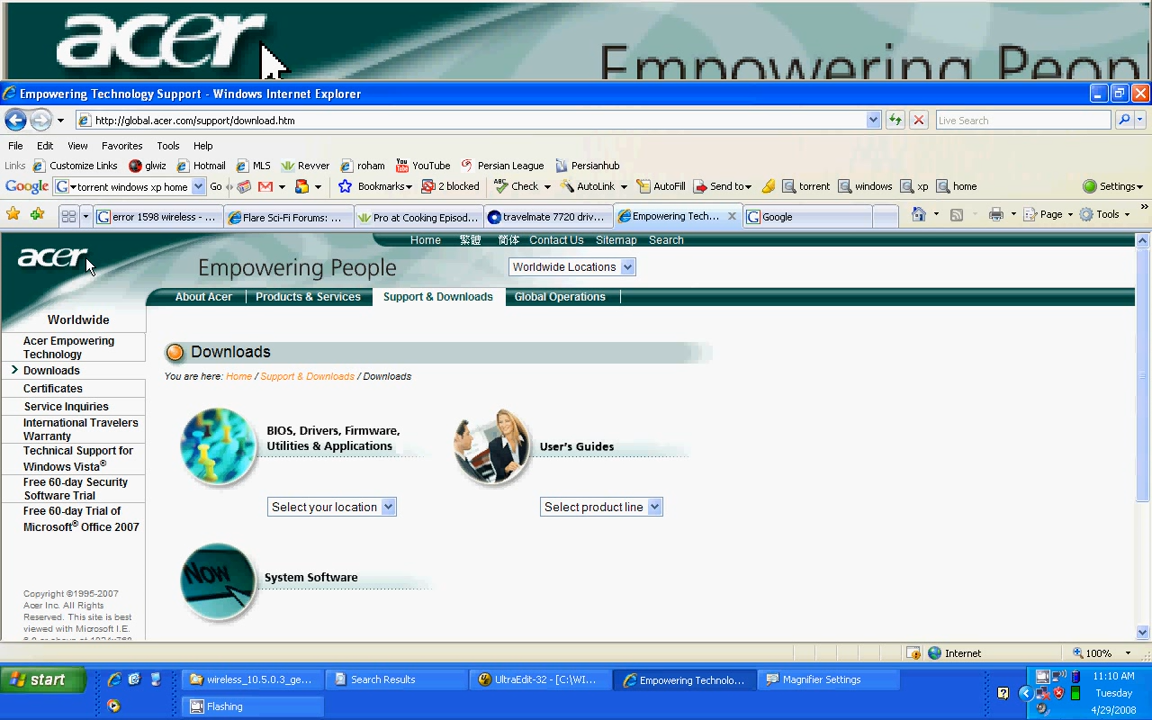 acer Empowering Peopl
Empowering Technology Support - Windows Internet Explorer
http://global.acer.com/support/download.htm Live Search
File Edit View Favorites Tools Help
Links Customize Links glwiz Hotmail MLS Revver roham YouTube Persian League Persianhub
Google torrent windows xp home Go Bookmarks 2 blocked Check AutoLink AutoFill Send to torrent windows xp home Settings
error 1598 wireless - ... Flare Sci-Fi Forums: ... Pro at Cooking Episod... travelmate 7720 driv... Empowering Tech... Google Page Tools
Home 繁體 简体 Contact Us Sitemap Search
acer Empowering People Worldwide Locations
About Acer Products & Services Support & Downloads Global Operations
Worldwide
Acer Empowering
Technology
Downloads
Certificates
Service Inquiries
International Travelers
Warranty
Technical Support for
Windows Vista®
Free 60-day Security
Software Trial
Free 60-day Trial of
Microsoft® Office 2007
Copyright ©1995-2007
Acer Inc. All Rights
Reserved. This site is best
viewed with Microsoft I.E.
Downloads
You are here: Home / Support & Downloads / Downloads
BIOS, Drivers, Firmware,
Utilities & Applications
Select your location
User's Guides
Select product line
NOW
System Software
Internet 100%
start wireless_10.5.0.3_ge... Search Results UltraEdit-32 - [C:\WI... Empowering Technolo... Magnifier Settings
Flashing
11:10 AM
Tuesday
4/29/2008